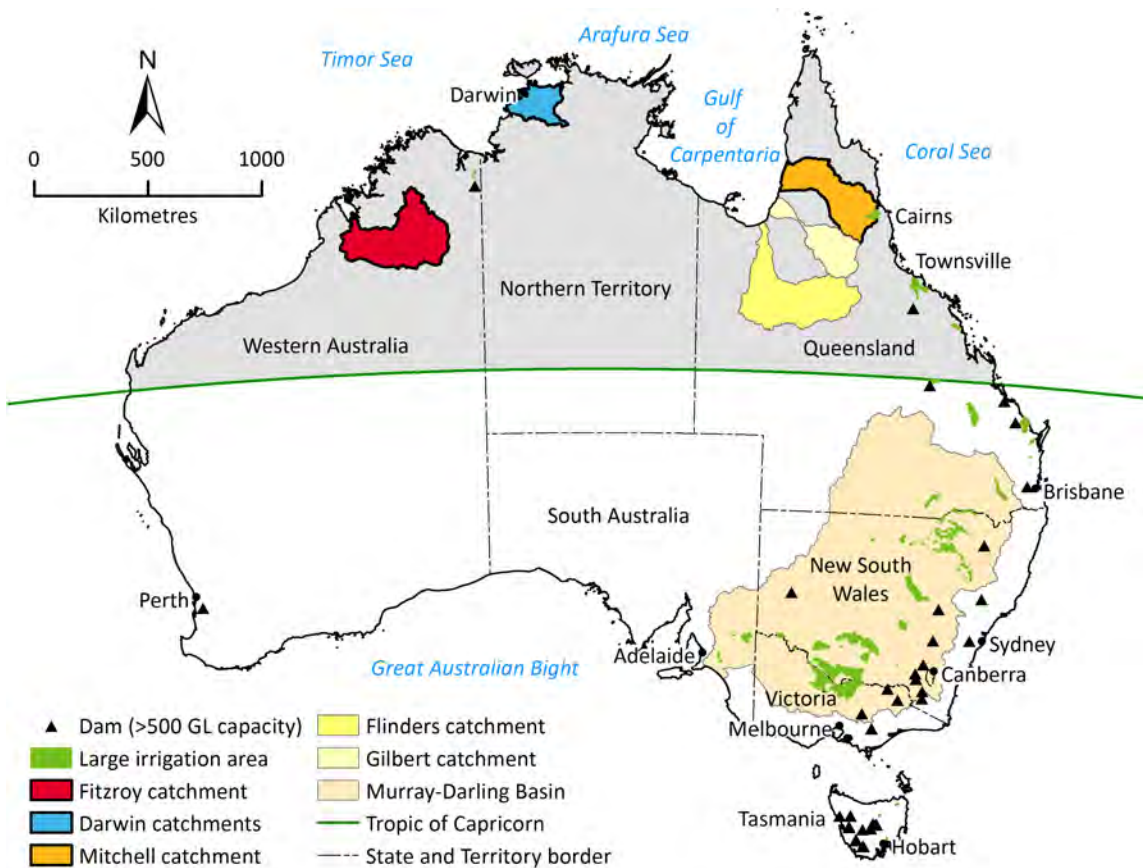 Arafura Sea
Timor Sea
N
Darwin
Gulf
of
Carpentaria
Coral Sea
0 500 1000
Kilometres
Cairns
Townsville
Northern Territory
Western Australia
Queensland
Brisbane
South Australia
New South
Wales
Perth
Sydney
Adelaide
Great Australian Bight
Canberra
Victoria
Melbourne
Dam (>500 GL capacity)
Large irrigation area
Fitzroy catchment
Darwin catchments
Mitchell catchment
Flinders catchment
Gilbert catchment
Murray-Darling Basin
Tropic of Capricorn
State and Territory border
Tasmania
Hobart